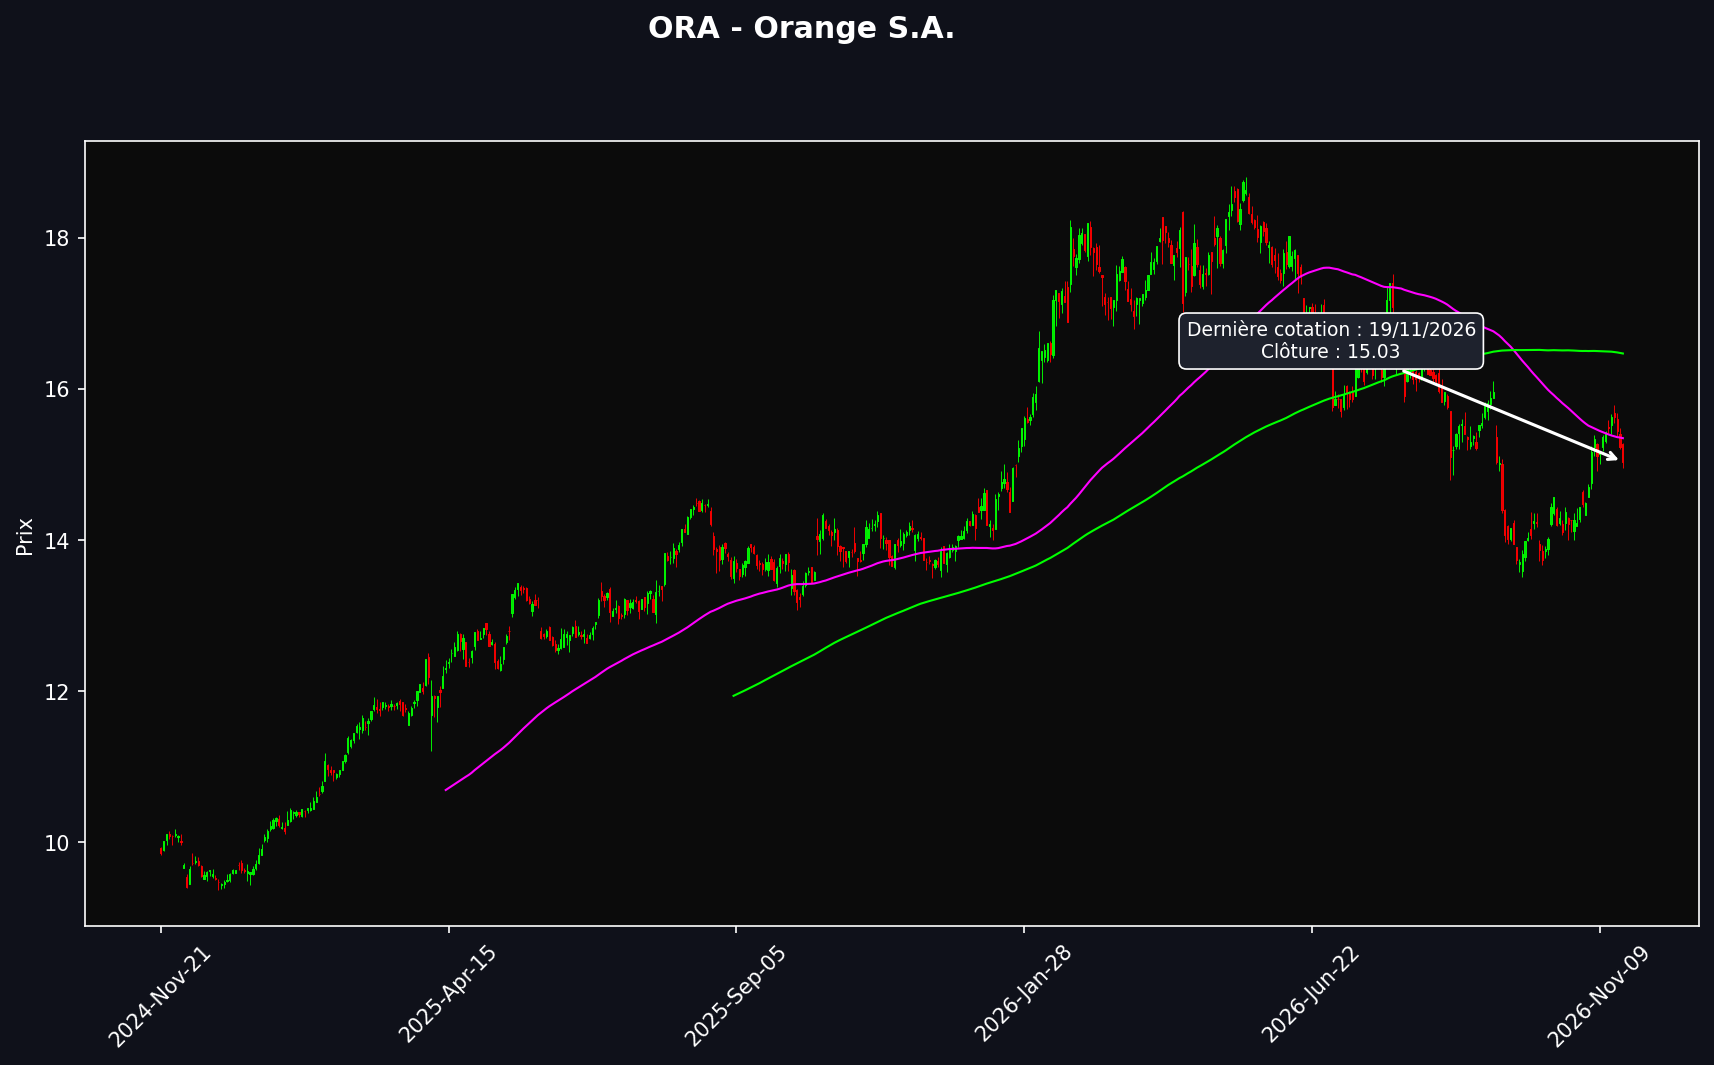 ORA - Orange S.A.
Prix
18
16
14
12
10
Dernière cotation : 19/11/2026
Clôture : 15.03
2024-Nov-21
2025-Apr-15
2025-Sep-05
2026-Jan-28
2026-Jun-22
2026-Nov-09